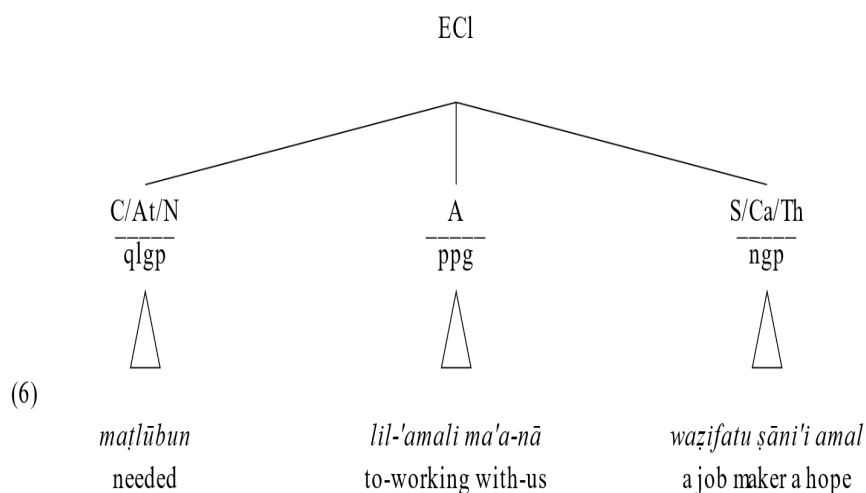 ECl
C/At/N A S/Ca/Th
qlgp ppg ngp
(6)
maṭlūbun lil-'amali ma'a-nā waẓifatu ṣāni'i amal
needed to-working with-us a job maker a hope